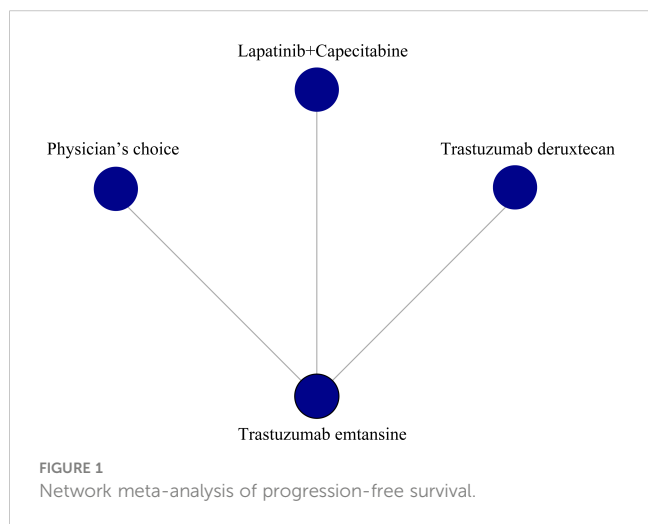 Lapatinib+Capecitabine
Physician’s choice
Trastuzumab deruxtecan
Trastuzumab emtansine
FIGURE 1
Network meta-analysis of progression-free survival.